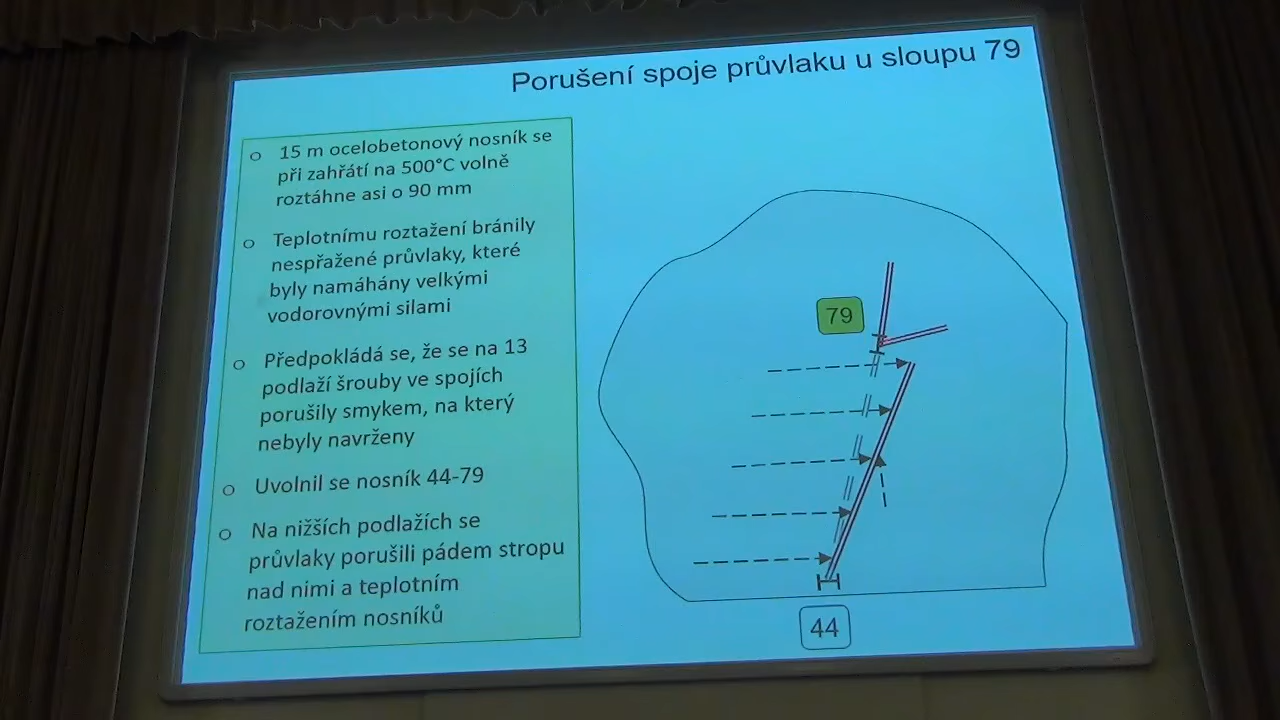 Porušení spoje průvlaku u sloupu 79
o 15 m ocelobetonový nosník se
při zahřátí na 500°C volně
roztáhne asi o 90 mm
o Teplotnímu roztažení bránily
nespřažené průvlaky, které
byly namáhány velkými
vodorovnými silami
o Předpokládá se, že se na 13
podlaží šrouby ve spojích
porušily smykem, na který
nebyly navrženy
o Uvolnil se nosník 44-79
o Na nižších podlažích se
průvlaky porušili pádem stropu
nad nimi a teplotním
roztažením nosníků
79
44